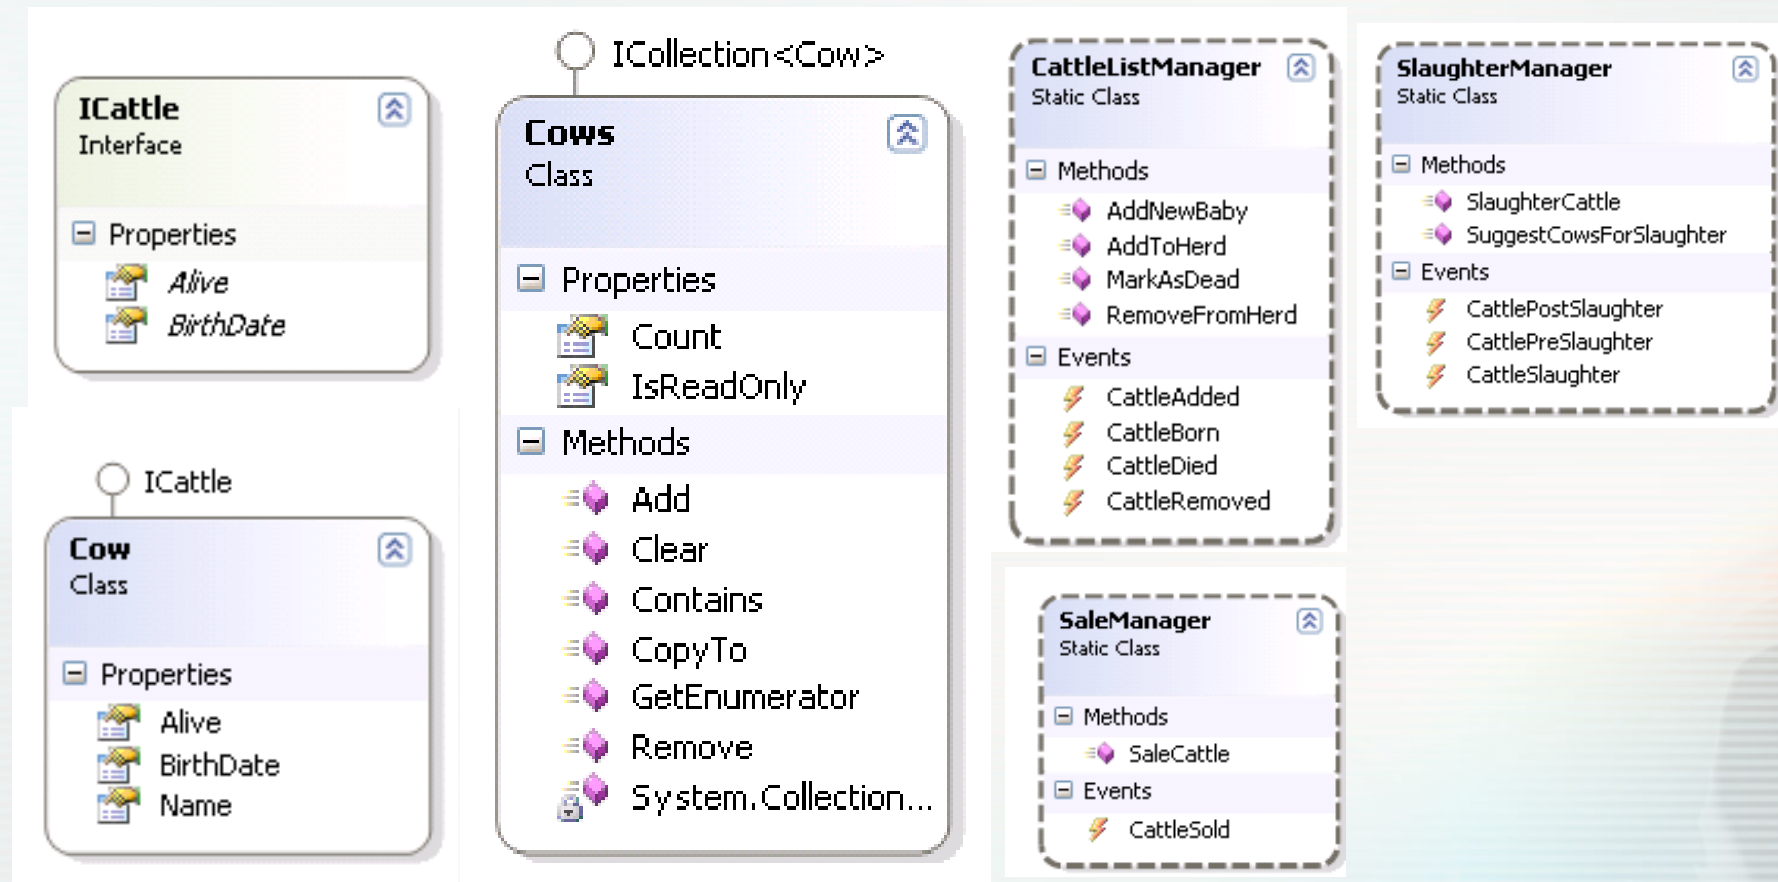 ICattle
Interface
Properties
Alive
BirthDate
ICattle
Cow
Class
Properties
Alive
BirthDate
Name
ICollection<Cow>
Cows
Class
Properties
Count
IsReadOnly
Methods
Add
Clear
Contains
CopyTo
GetEnumerator
Remove
System.Collection...
CattleListManager
Static Class
Methods
AddNewBaby
AddToHerd
MarkAsDead
RemoveFromHerd
Events
CattleAdded
CattleBorn
CattleDied
CattleRemoved
SaleManager
Static Class
Methods
SaleCattle
Events
CattleSold
SlaughterManager
Static Class
Methods
SlaughterCattle
SuggestCowsForSlaughter
Events
CattlePostSlaughter
CattlePreSlaughter
CattleSlaughter